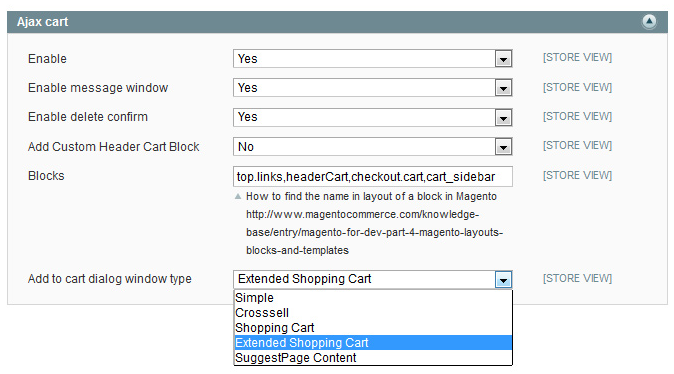 Ajax cart
Enable Yes [STORE VIEW]
Enable message window Yes [STORE VIEW]
Enable delete confirm Yes [STORE VIEW]
Add Custom Header Cart Block No [STORE VIEW]
Blocks top.links,headerCart,checkout.cart,cart_sidebar [STORE VIEW]
How to find the name in layout of a block in Magento
http://www.magentocommerce.com/knowledge-
base/entry/magento-for-dev-part-4-magento-layouts-
blocks-and-templates
Add to cart dialog window type Extended Shopping Cart [STORE VIEW]
Simple
Crosssell
Shopping Cart
Extended Shopping Cart
SuggestPage Content